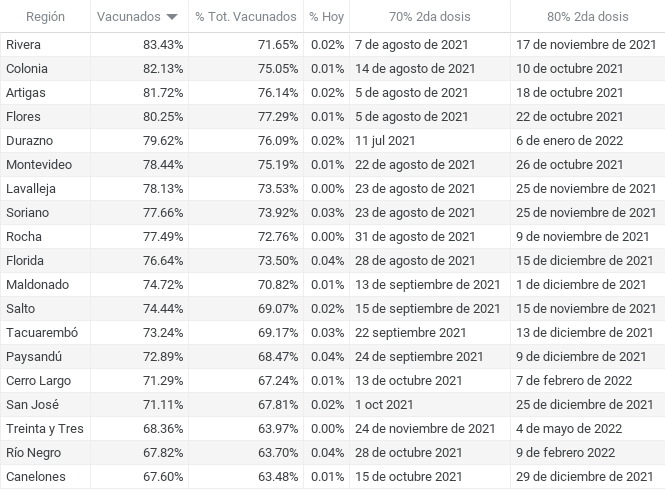 Región Vacunados % Tot. Vacunados % Hoy 70% 2da dosis 80% 2da dosis
Rivera 83.43% 71.65% 0.02% 7 de agosto de 2021 17 de noviembre de 2021
Colonia 82.13% 75.05% 0.01% 14 de agosto de 2021 10 de octubre 2021
Artigas 81.72% 76.14% 0.02% 5 de agosto de 2021 18 de octubre 2021
Flores 80.25% 77.29% 0.01% 5 de agosto de 2021 22 de octubre 2021
Durazno 79.62% 76.09% 0.02% 11 jul 2021 6 de enero de 2022
Montevideo 78.44% 75.19% 0.01% 22 de agosto de 2021 26 de octubre 2021
Lavalleja 78.13% 73.53% 0.00% 23 de agosto de 2021 25 de noviembre de 2021
Soriano 77.66% 73.92% 0.03% 23 de agosto de 2021 25 de noviembre de 2021
Rocha 77.49% 72.76% 0.00% 31 de agosto de 2021 9 de noviembre de 2021
Florida 76.64% 73.50% 0.04% 28 de agosto de 2021 15 de diciembre de 2021
Maldonado 74.72% 70.82% 0.01% 13 de septiembre de 2021 1 de diciembre de 2021
Salto 74.44% 69.07% 0.02% 15 de septiembre de 2021 15 de noviembre de 2021
Tacuarembó 73.24% 69.17% 0.03% 22 septiembre 2021 13 de diciembre de 2021
Paysandú 72.89% 68.47% 0.04% 24 de septiembre de 2021 9 de diciembre de 2021
Cerro Largo 71.29% 67.24% 0.01% 13 de octubre de 2021 7 de febrero de 2022
San José 71.11% 67.81% 0.02% 1 oct 2021 25 de diciembre de 2021
Treinta y Tres 68.36% 63.97% 0.00% 24 de noviembre de 2021 4 de mayo de 2022
Río Negro 67.82% 63.70% 0.04% 28 de octubre de 2021 9 de febrero 2022
Canelones 67.60% 63.48% 0.01% 15 de octubre de 2021 29 de diciembre de 2021